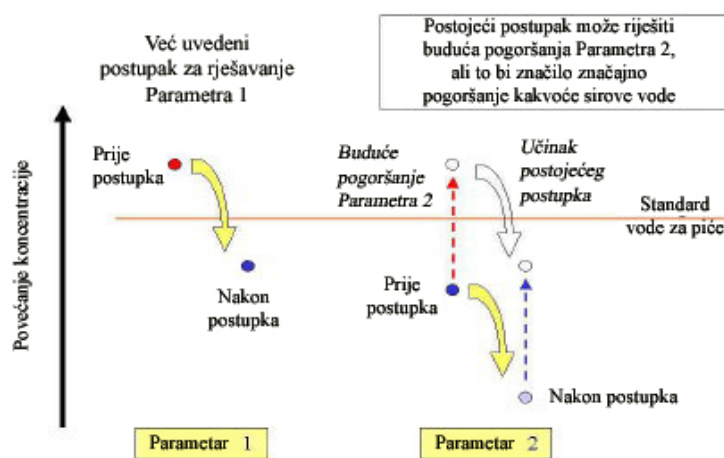 Već uvedeni
postupak za rješavanje
Parametra 1
Postojeći postupak može riješiti
buduća pogoršanja Parametra 2,
ali to bi značilo značajno
pogoršanje kakvoće sirove vode
Povećanje koncentracije
Prije
postupka
Nakon
postupka
Buduće
pogoršanje
Parametra 2
Učinak
postojećeg
postupka
Standard
vode za piće
Prije
postupka
Nakon postupka
Parametar 1
Parametar 2